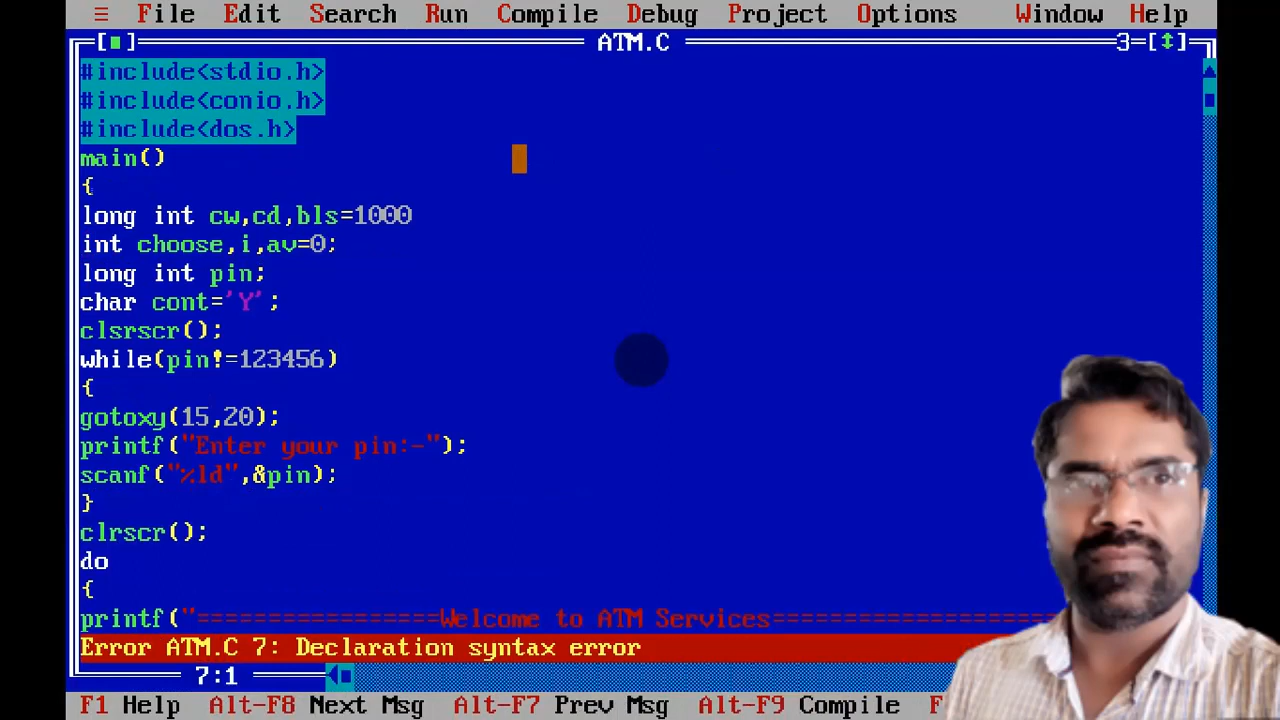 ≡ File Edit Search Run Compile Debug Project Options Window Help
[■] ATM.C 3=[↕]
#include<stdio.h>
#include<conio.h>
#include<dos.h>
main()
{
long int cw,cd,bls=1000
int choose,i,av=0;
long int pin;
char cont='Y';
clsrscr();
while(pin!=123456)
{
gotoxy(15,20);
printf("Enter your pin:-");
scanf("%ld",&pin);
}
clrscr();
do
{
printf("=================Welcome to ATM Services======================
Error ATM.C 7: Declaration syntax error
7:1
F1 Help Alt-F8 Next Msg Alt-F7 Prev Msg Alt-F9 Compile F